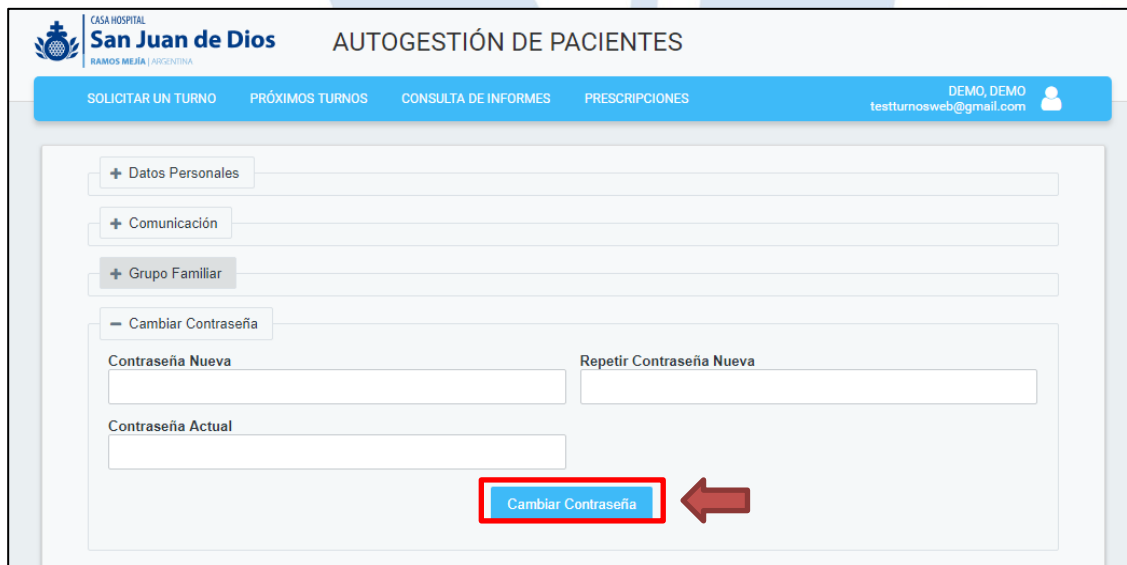 CASA HOSPITAL
San Juan de Dios
RAMOS MEJÍA | ARGENTINA
AUTOGESTIÓN DE PACIENTES
SOLICITAR UN TURNO PRÓXIMOS TURNOS CONSULTA DE INFORMES PRESCRIPCIONES
DEMO, DEMO
testturnosweb@gmail.com
+ Datos Personales
+ Comunicación
+ Grupo Familiar
− Cambiar Contraseña
Contraseña Nueva Repetir Contraseña Nueva
Contraseña Actual
Cambiar Contraseña